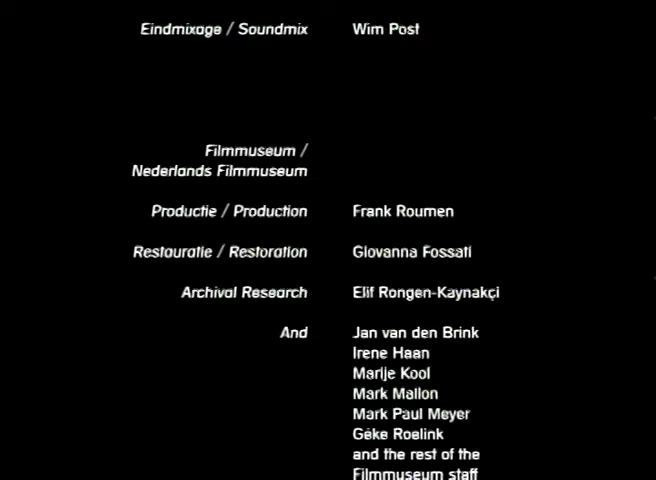 Eindmixage / Soundmix Wim Post
Filmmuseum /
Nederlands Filmmuseum
Productie / Production Frank Roumen
Restauratie / Restoration Giovanna Fossati
Archival Research Elif Rongen-Kaynakçi
And Jan van den Brink
Irene Haan
Marije Kool
Mark Mallon
Mark Paul Meyer
Géke Roelink
and the rest of the
Filmmuseum staff